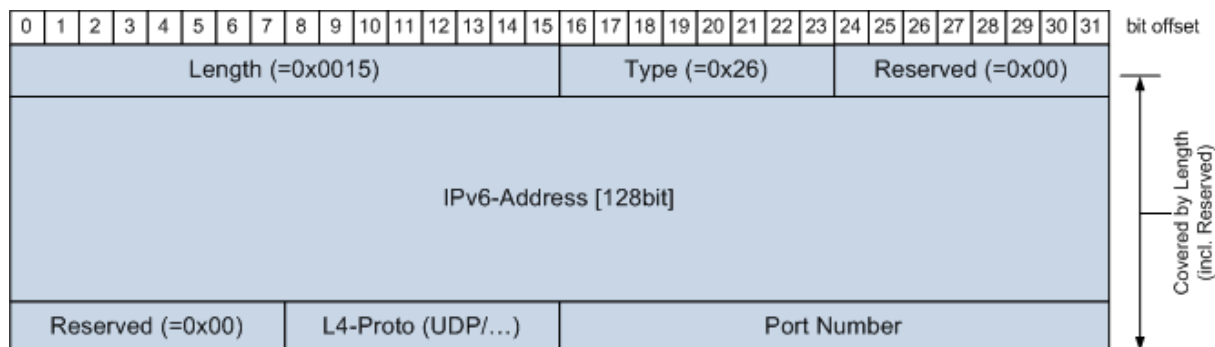 0 1 2 3 4 5 6 7 8 9 10 11 12 13 14 15 16 17 18 19 20 21 22 23 24 25 26 27 28 29 30 31 bit offset
Length (=0x0015) Type (=0x26) Reserved (=0x00)
IPv6-Address [128bit]
Covered by Length
(incl. Reserved)
Reserved (=0x00) L4-Proto (UDP/…) Port Number